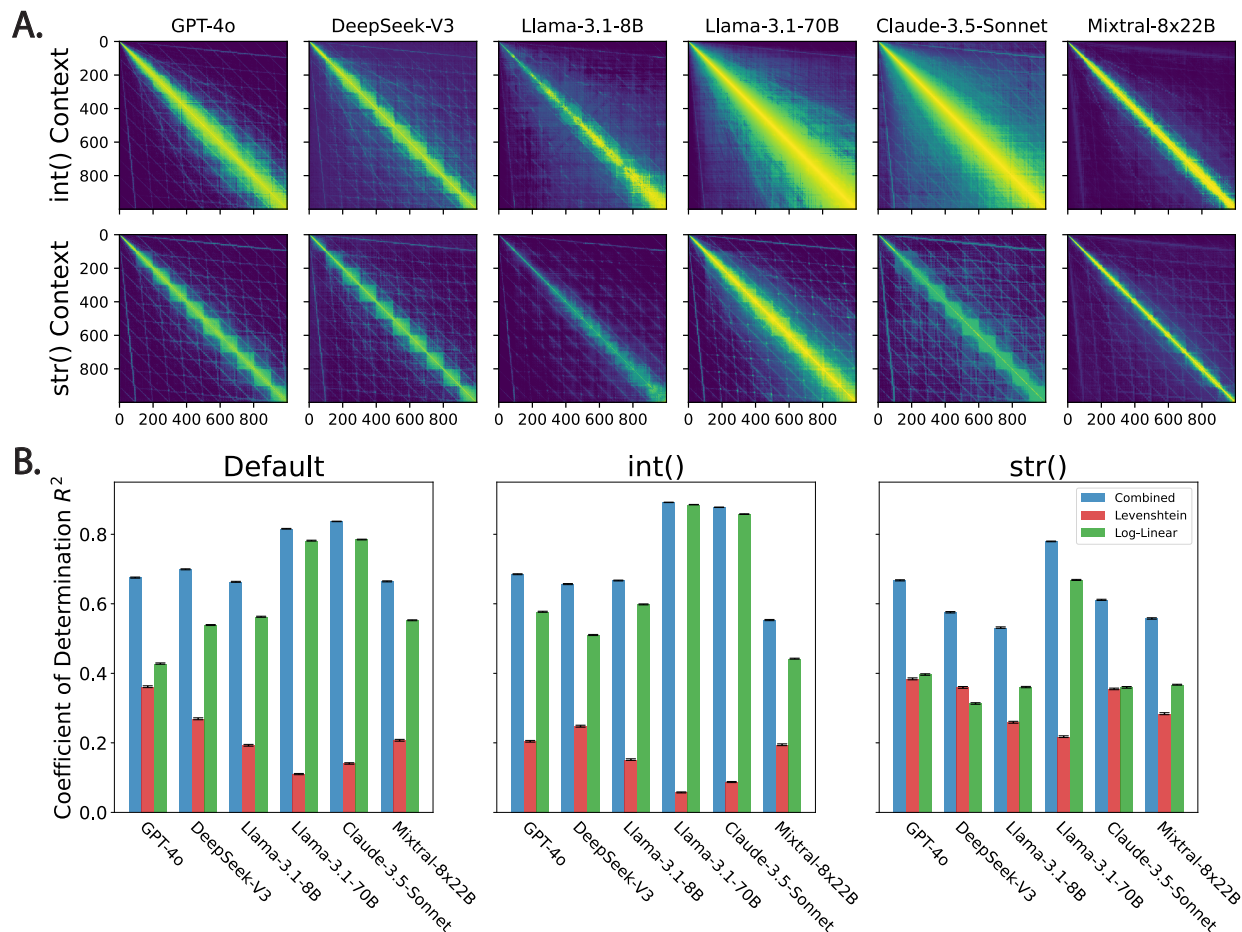 A.
GPT-4o DeepSeek-V3 Llama-3.1-8B Llama-3.1-70B Claude-3.5-Sonnet Mixtral-8x22B
int() Context
0
200
400
600
800
str() Context
0
200
400
600
800
0 200 400 600 800 0 200 400 600 800 0 200 400 600 800 0 200 400 600 800 0 200 400 600 800 0 200 400 600 800
B.
Default int() str()
Coefficient of Determination R²
0.8
0.6
0.4
0.2
0.0
Combined
Levenshtein
Log-Linear
GPT-4o DeepSeek-V3 Llama-3.1-8B Llama-3.1-70B Claude-3.5-Sonnet Mixtral-8x22B
GPT-4o DeepSeek-V3 Llama-3.1-8B Llama-3.1-70B Claude-3.5-Sonnet Mixtral-8x22B
GPT-4o DeepSeek-V3 Llama-3.1-8B Llama-3.1-70B Claude-3.5-Sonnet Mixtral-8x22B